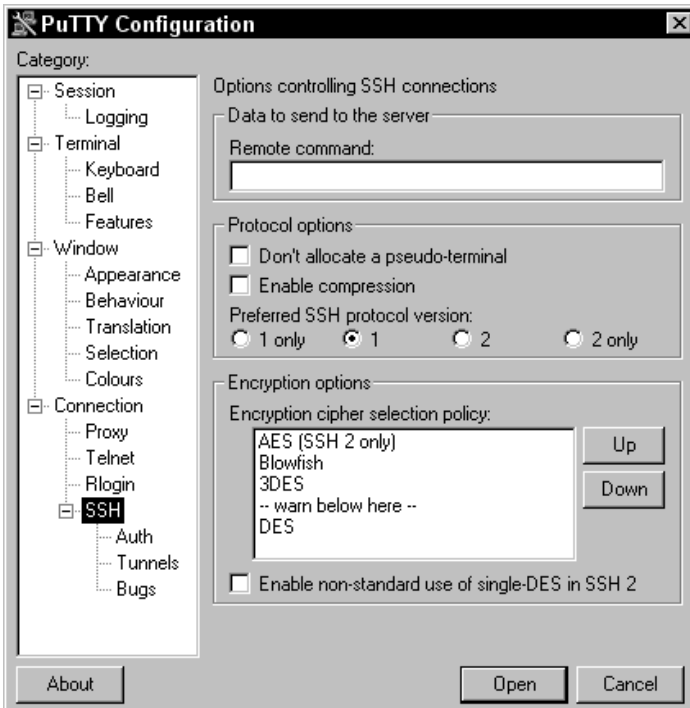 PuTTY Configuration
Category:
Session
Logging
Terminal
Keyboard
Bell
Features
Window
Appearance
Behaviour
Translation
Selection
Colours
Connection
Proxy
Telnet
Rlogin
SSH
Auth
Tunnels
Bugs
Options controlling SSH connections
Data to send to the server
Remote command:
Protocol options
Don't allocate a pseudo-terminal
Enable compression
Preferred SSH protocol version:
1 only 1 2 2 only
Encryption options
Encryption cipher selection policy:
AES (SSH 2 only)
Blowfish
3DES
-- warn below here --
DES
Up
Down
Enable non-standard use of single-DES in SSH 2
About Open Cancel